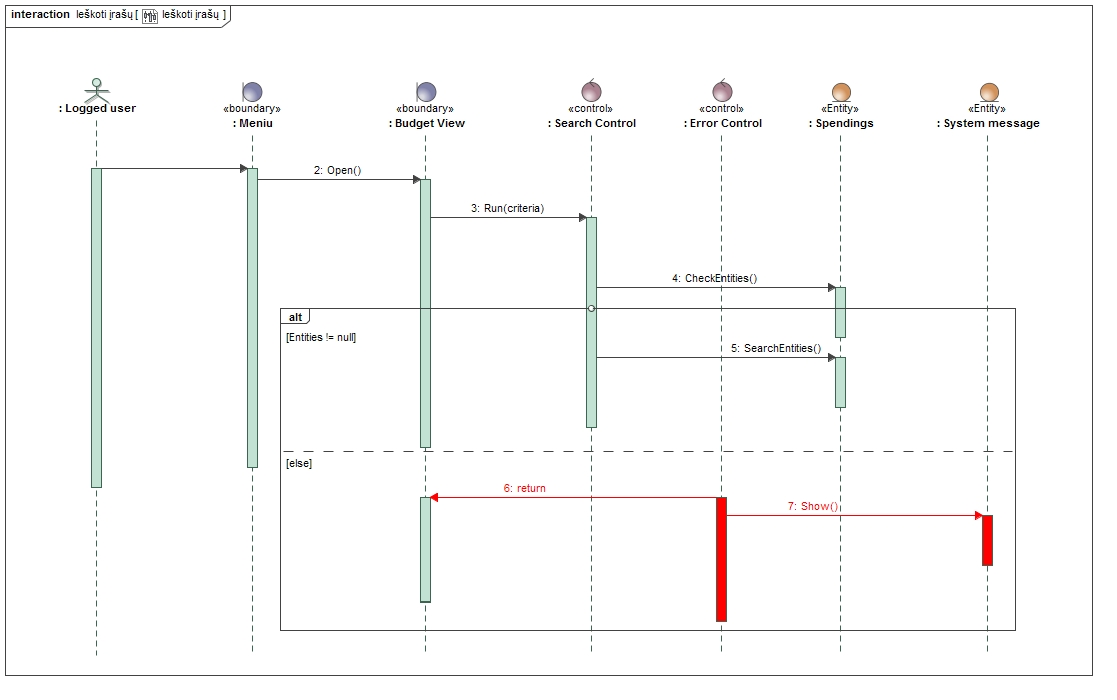 interaction Ieškoti įrašų [ Ieškoti įrašų ]
: Logged user
«boundary»
: Meniu
«boundary»
: Budget View
«control»
: Search Control
«control»
: Error Control
«Entity»
: Spendings
«Entity»
: System message
2: Open()
3: Run(criteria)
4: CheckEntities()
alt
[Entities != null]
5: SearchEntities()
[else]
6: return
7: Show()